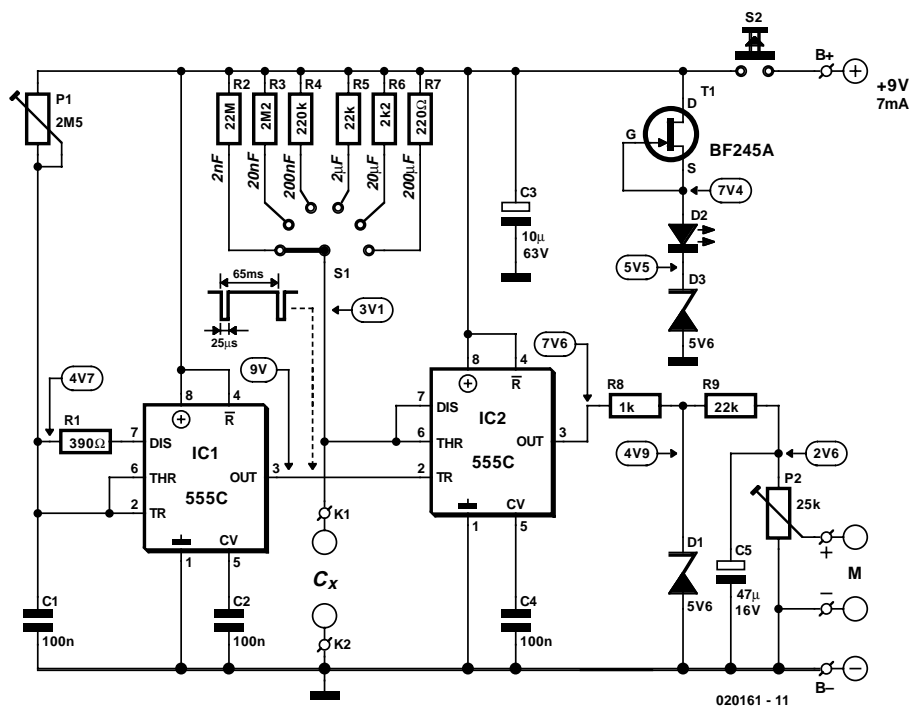 S2
B+
+9V
7mA
P1
2M5
R2
R3
R4
R5
R6
R7
22M
2M2
220k
22k
2k2
220Ω
2nF
20nF
200nF
2µF
20µF
200µF
T1
D
G
S
BF245A
7V4
D2
5V5
D3
5V6
C3
10µ
63V
S1
65ms
25µs
3V1
4V7
9V
7V6
R1
390Ω
8
4
R
7
DIS
IC1
6
THR
OUT
3
555C
2
TR
CV
1
5
8
4
R
7
DIS
IC2
6
THR
OUT
3
555C
2
TR
CV
1
5
R8
1k
R9
22k
4V9
2V6
P2
25k
D1
5V6
C5
47µ
16V
+
M
–
K1
Cx
K2
C1
100n
C2
100n
C4
100n
B–
020161 - 11